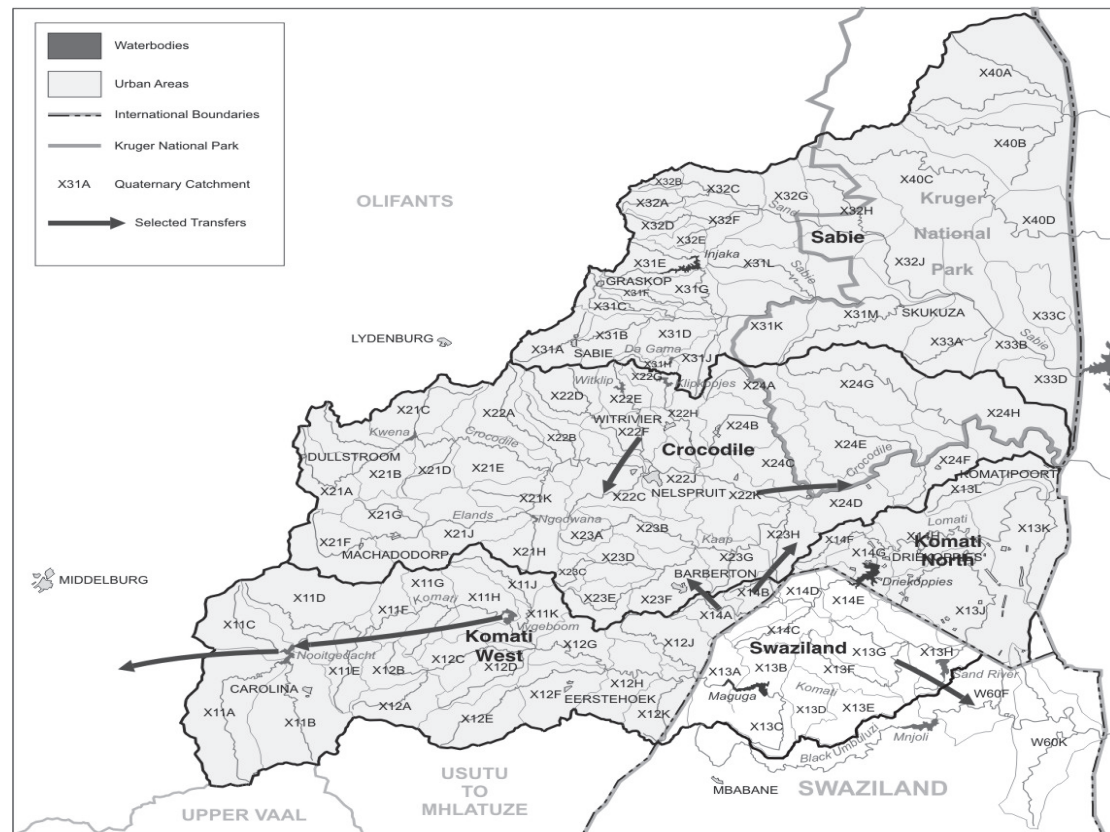 Waterbodies
Urban Areas
International Boundaries
Kruger National Park
X31A Quaternary Catchment
Selected Transfers
OLIFANTS
X40A
X40B
X40C
Kruger
National
Park
X40D
X32B
X32C
X32A
X32G
X32H
Sand
X32D
X32F
Sabie
X32E
Injaka
X31E
X31L
Sabie
X32J
GRASKOP
X31F
X31G
X31C
X31M
SKUKUZA
X33C
X31K
X33A
X33B
Sabie
X31B
X31D
LYDENBURG
X31A
SABIE
Da Gama
X31H
X31J
X33D
Witklip
X22G
Klipkopjes
X24A
X24G
X22D
X22E
X21C
X22A
X22H
X24H
WITRIVIER
X24B
Kwena
Crocodile
X22B
X22F
Crocodile
X24E
DULLSTROOM
X24C
Crocodile
X24F
KOMATIPOORT
X21B
X21D
X21E
X22J
X21A
X21K
X22C
NELSPRUIT
X22K
X24D
X13L
X21G
Elands
Ngodwana
X23B
Lomati
X13K
X21F
X21J
X23A
Kaap
X23H
X14F
X14H
Komati
North
MACHADODORP
X21H
X23D
X23G
X14G
DRIEKOPPIES
MIDDELBURG
X23C
BARBERTON
Driekoppies
X11G
X11J
X23E
X23F
X14B
X14D
X14E
X13J
X11D
X11F
Komati
X11H
X11K
X14A
X11C
Vygeboom
Komati
West
X12G
X12J
X14C
Swaziland
X13G
X13H
Nooitgedacht
X12C
X12D
X13A
X13B
X13F
Sand River
X11E
X12B
X12H
CAROLINA
X12F
EERSTEHOEK
Maguga
Komati
W60F
X11A
X11B
X12A
X12E
X12K
X13C
X13D
X13E
Mnjoli
W60K
Black Umbuluzi
USUTU
TO
MHLATUZE
MBABANE
SWAZILAND
UPPER VAAL